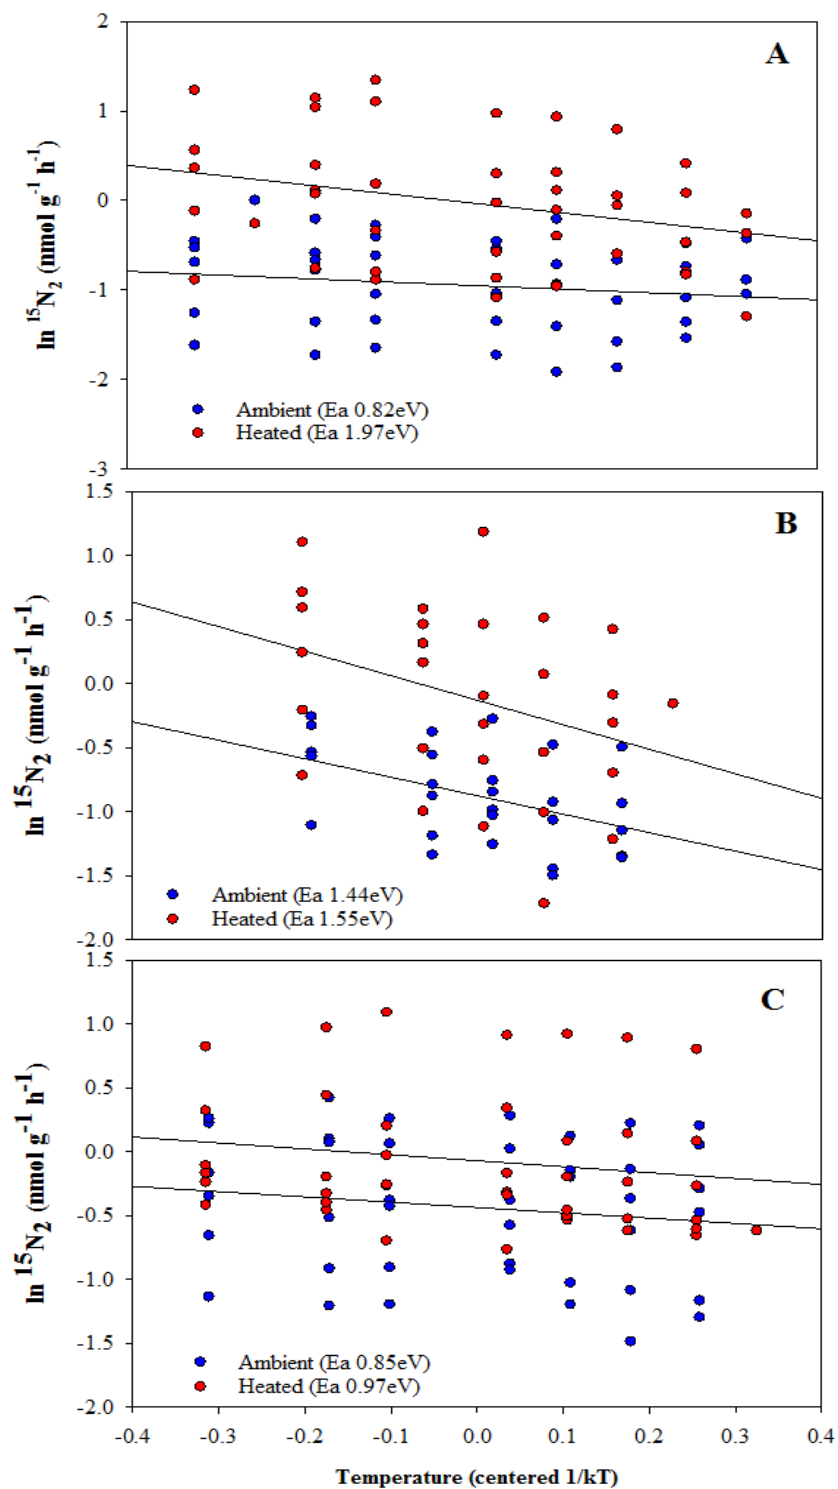 A
2
1
0
-1
-2
-3
ln ¹⁵N₂ (nmol g⁻¹ h⁻¹)
Ambient (Ea 0.82eV)
Heated (Ea 1.97eV)
B
1.5
1.0
0.5
0.0
-0.5
-1.0
-1.5
-2.0
ln ¹⁵N₂ (nmol g⁻¹ h⁻¹)
Ambient (Ea 1.44eV)
Heated (Ea 1.55eV)
C
1.5
1.0
0.5
0.0
-0.5
-1.0
-1.5
-2.0
ln ¹⁵N₂ (nmol g⁻¹ h⁻¹)
Ambient (Ea 0.85eV)
Heated (Ea 0.97eV)
-0.4 -0.3 -0.2 -0.1 0.0 0.1 0.2 0.3 0.4
Temperature (centered 1/kT)